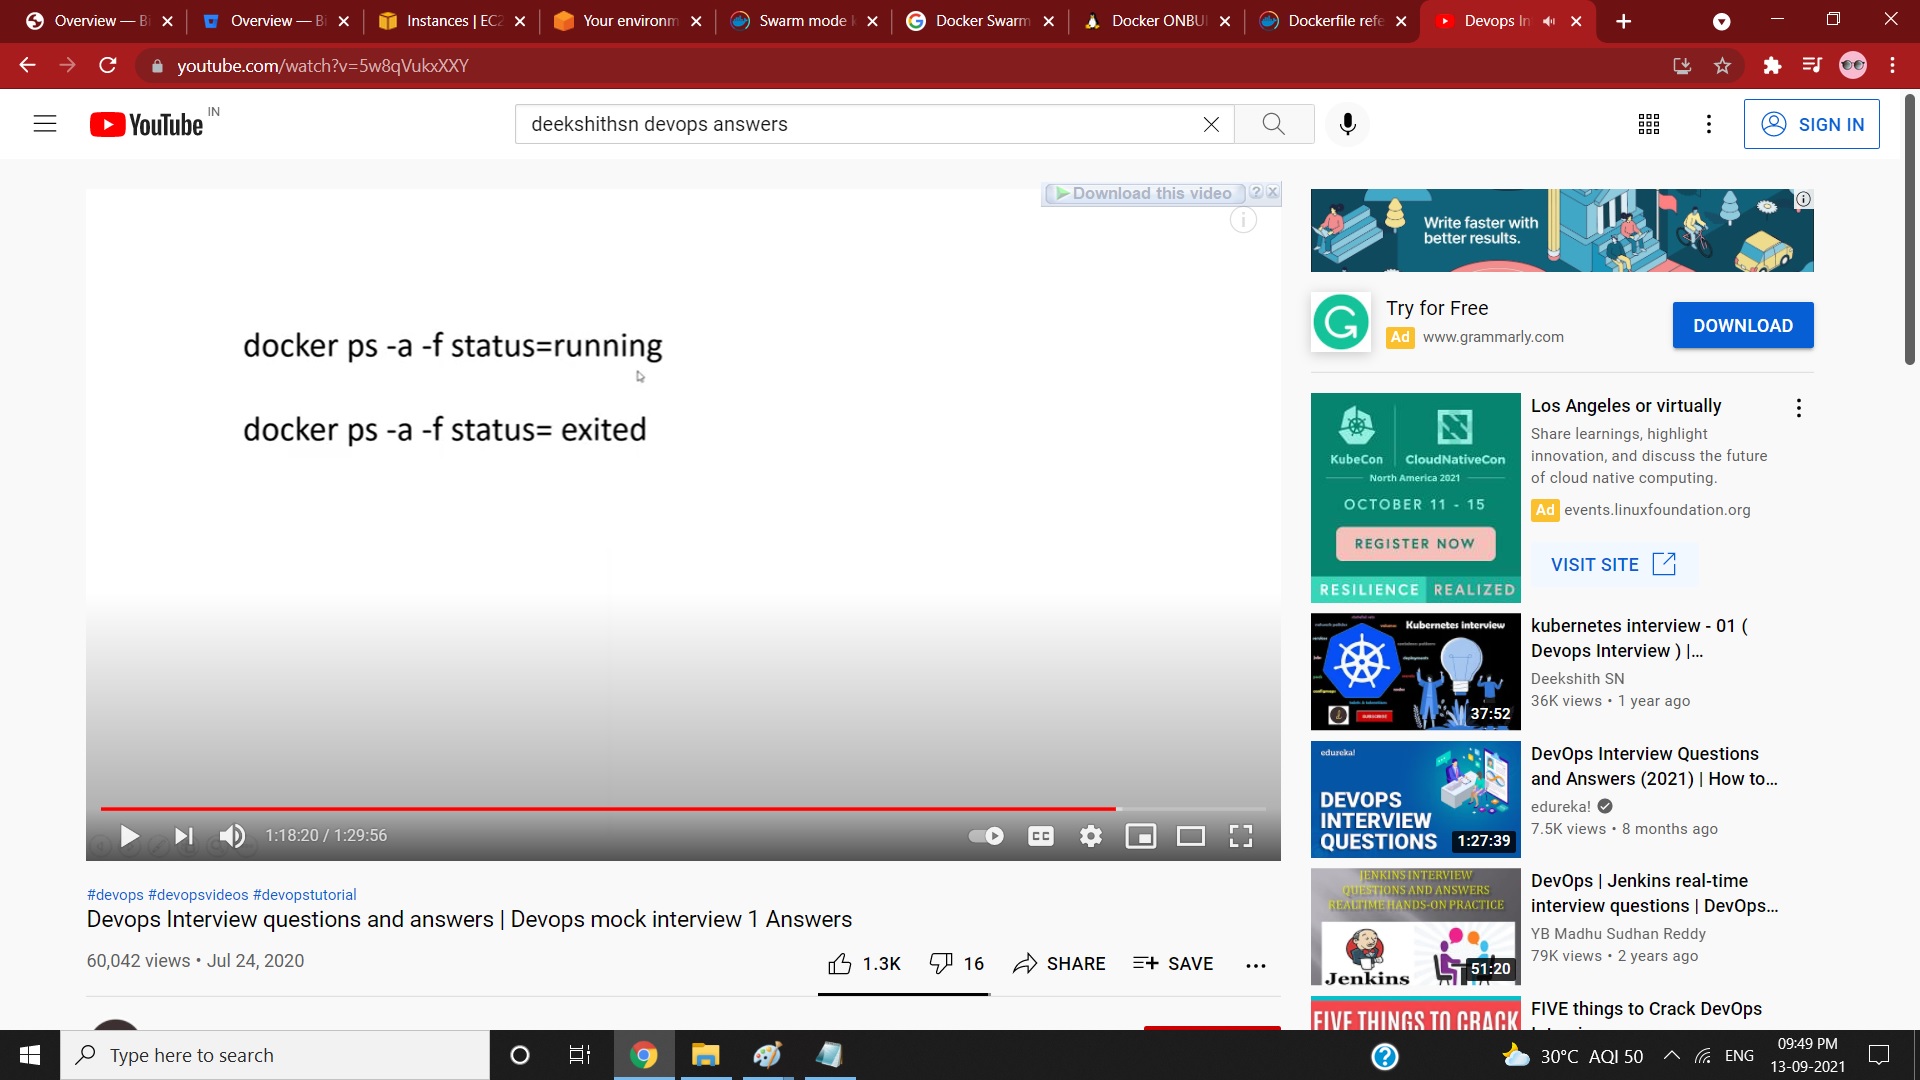 Overview — Bi
Overview — Bi
Instances | EC2
Your environm
Swarm mode k
Docker Swarm
Docker ONBUI
Dockerfile refe
Devops In
youtube.com/watch?v=5w8qVukxXXY
YouTube IN
deekshithsn devops answers
SIGN IN
Download this video
docker ps -a -f status=running
docker ps -a -f status= exited
1:18:20 / 1:29:56
CC
#devops #devopsvideos #devopstutorial
Devops Interview questions and answers | Devops mock interview 1 Answers
60,042 views • Jul 24, 2020
1.3K
16
SHARE
SAVE
Write faster with
better results.
Try for Free
Ad www.grammarly.com
DOWNLOAD
KubeCon
CloudNativeCon
North America 2021
OCTOBER 11 - 15
REGISTER NOW
RESILIENCE REALIZED
Los Angeles or virtually
Share learnings, highlight
innovation, and discuss the future
of cloud native computing.
Ad events.linuxfoundation.org
VISIT SITE
Kubernetes interview
37:52
kubernetes interview - 01 (
Devops Interview ) |...
Deekshith SN
36K views • 1 year ago
edureka!
DEVOPS
INTERVIEW
QUESTIONS
1:27:39
DevOps Interview Questions
and Answers (2021) | How to...
edureka!
7.5K views • 8 months ago
JENKINS INTERVIEW
QUESTIONS AND ANSWERS
REALTIME HANDS-ON PRACTICE
Jenkins
51:20
DevOps | Jenkins real-time
interview questions | DevOps...
YB Madhu Sudhan Reddy
79K views • 2 years ago
FIVE THINGS TO CRACK
FIVE things to Crack DevOps
Type here to search
30°C AQI 50
ENG
09:49 PM
13-09-2021